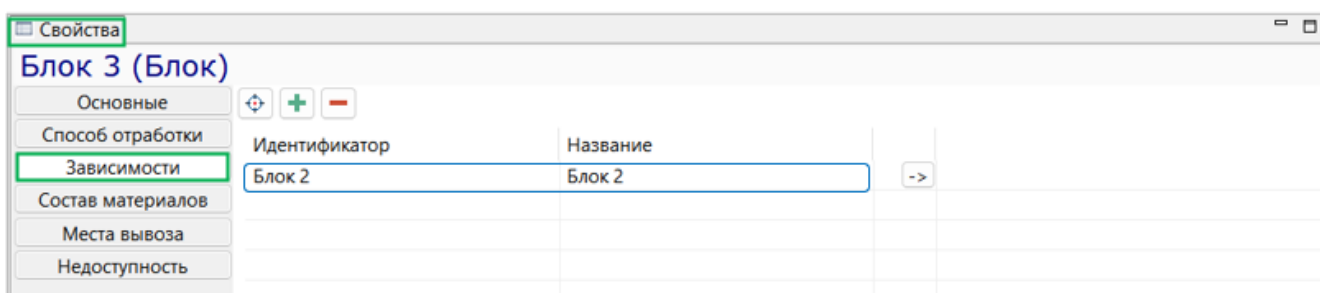 Свойства
Блок 3 (Блок)
Основные
Способ отработки
Зависимости
Состав материалов
Места вывоза
Недоступность
Идентификатор Название
Блок 2 Блок 2 ->